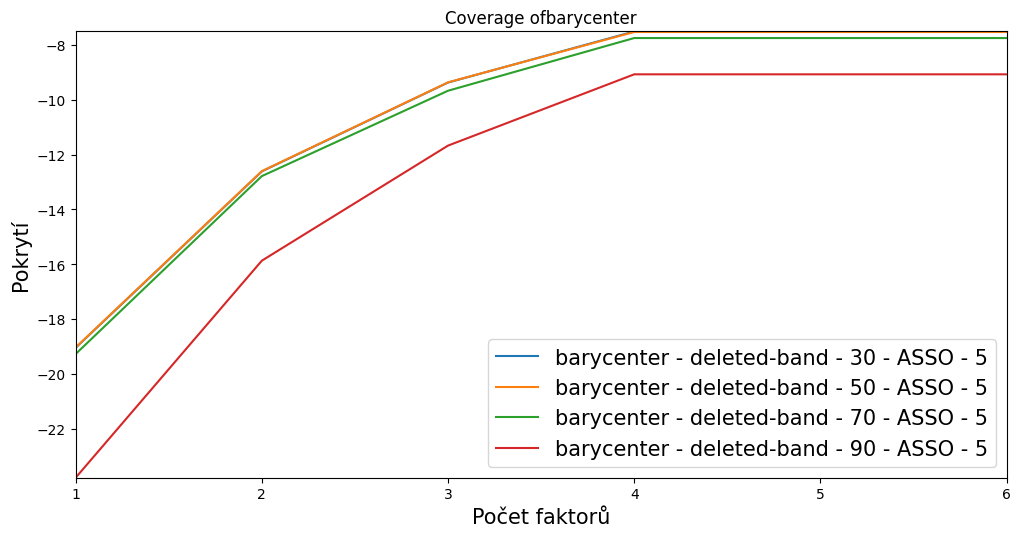 Coverage ofbarycenter
Pokrytí
−8
−10
−12
−14
−16
−18
−20
−22
barycenter - deleted-band - 30 - ASSO - 5
barycenter - deleted-band - 50 - ASSO - 5
barycenter - deleted-band - 70 - ASSO - 5
barycenter - deleted-band - 90 - ASSO - 5
1 2 3 4 5 6
Počet faktorů